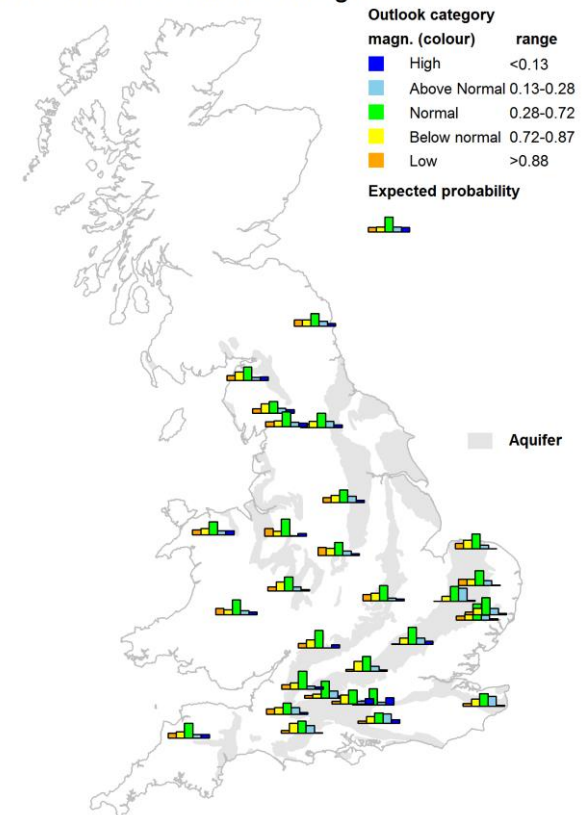 Outlook category
magn. (colour) range
High <0.13
Above Normal 0.13-0.28
Normal 0.28-0.72
Below normal 0.72-0.87
Low >0.88
Expected probability
Aquifer